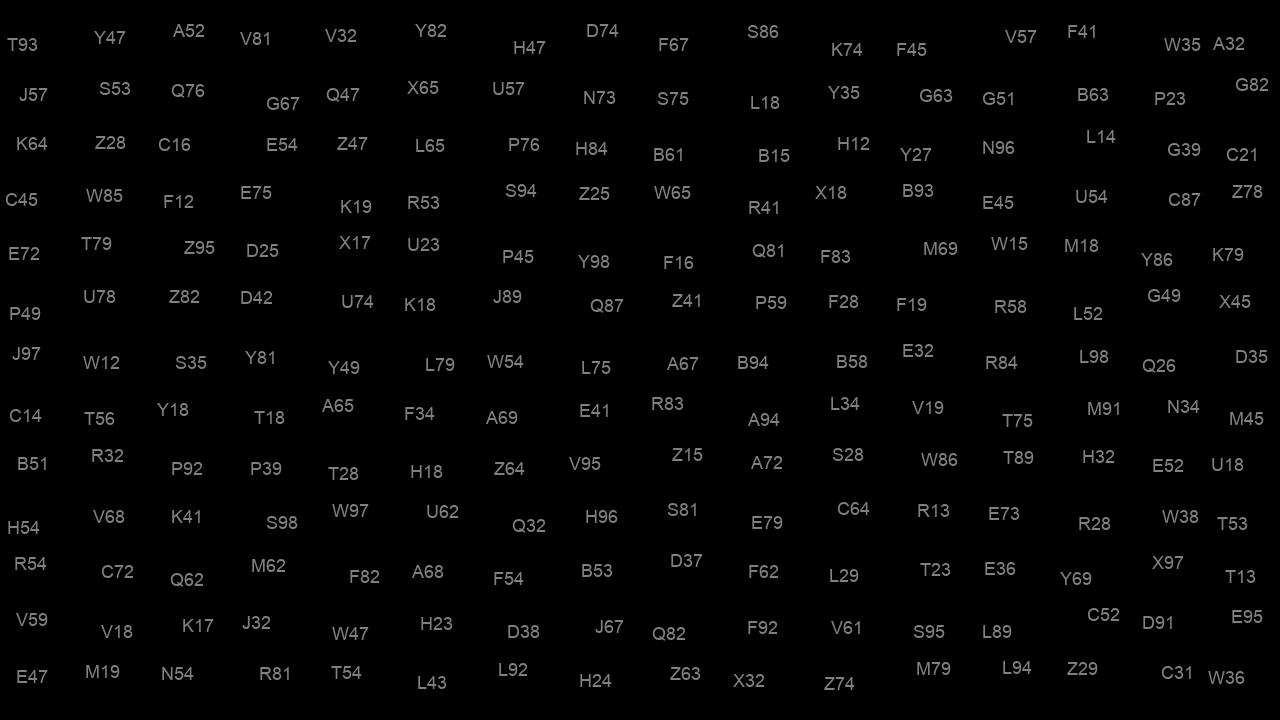 T93 Y47 A52 V81 V32 Y82 H47 D74 F67 S86 K74 F45 V57 F41 W35 A32
J57 S53 Q76 G67 Q47 X65 U57 N73 S75 L18 Y35 G63 G51 B63 P23 G82
K64 Z28 C16 E54 Z47 L65 P76 H84 B61 B15 H12 Y27 N96 L14 G39 C21
C45 W85 F12 E75 K19 R53 S94 Z25 W65 R41 X18 B93 E45 U54 C87 Z78
E72 T79 Z95 D25 X17 U23 P45 Y98 F16 Q81 F83 M69 W15 M18 Y86 K79
P49 U78 Z82 D42 U74 K18 J89 Q87 Z41 P59 F28 F19 R58 L52 G49 X45
J97 W12 S35 Y81 Y49 L79 W54 L75 A67 B94 B58 E32 R84 L98 Q26 D35
C14 T56 Y18 T18 A65 F34 A69 E41 R83 A94 L34 V19 T75 M91 N34 M45
B51 R32 P92 P39 T28 H18 Z64 V95 Z15 A72 S28 W86 T89 H32 E52 U18
H54 V68 K41 S98 W97 U62 Q32 H96 S81 E79 C64 R13 E73 R28 W38 T53
R54 C72 Q62 M62 F82 A68 F54 B53 D37 F62 L29 T23 E36 Y69 X97 T13
V59 V18 K17 J32 W47 H23 D38 J67 Q82 F92 V61 S95 L89 C52 D91 E95
E47 M19 N54 R81 T54 L43 L92 H24 Z63 X32 Z74 M79 L94 Z29 C31 W36